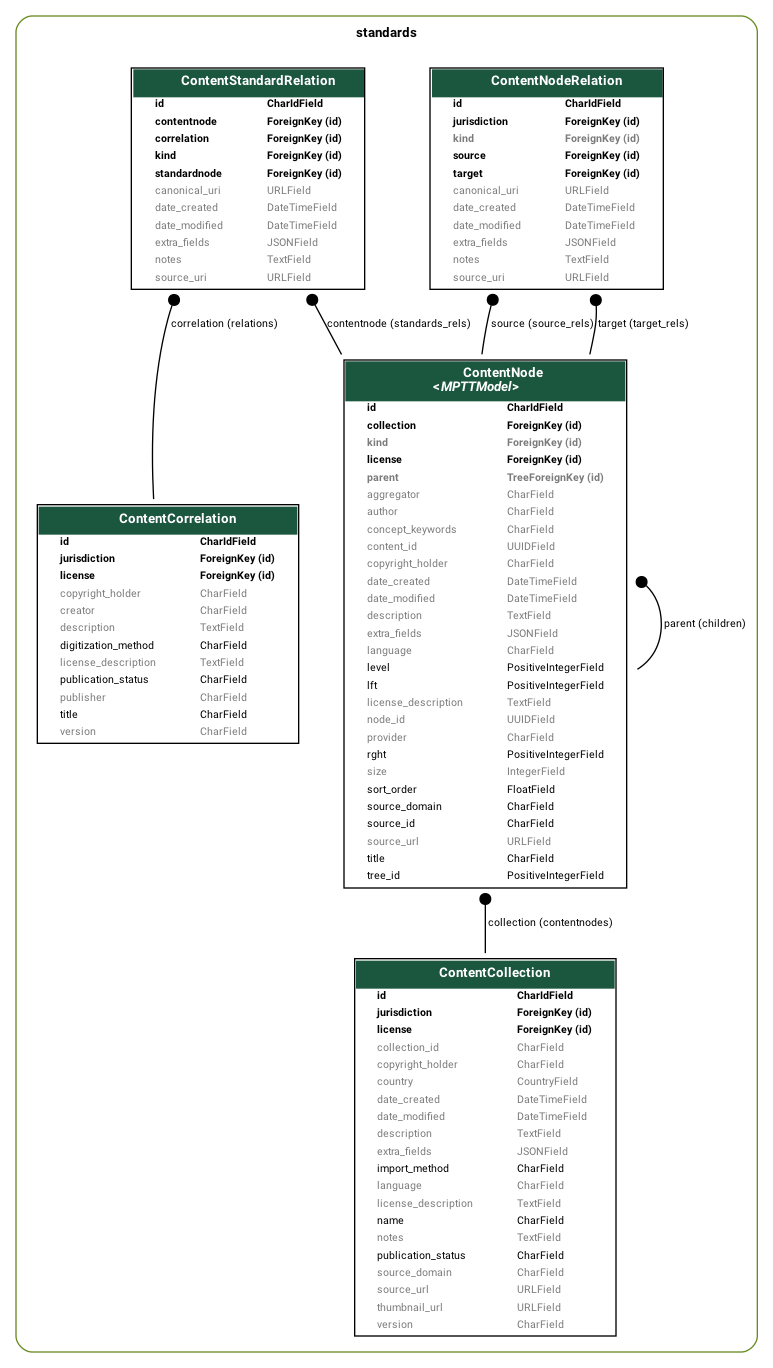 standards
ContentStandardRelation
id CharIdField
contentnode ForeignKey (id)
correlation ForeignKey (id)
kind ForeignKey (id)
standardnode ForeignKey (id)
canonical_uri URLField
date_created DateTimeField
date_modified DateTimeField
extra_fields JSONField
notes TextField
source_uri URLField
ContentNodeRelation
id CharIdField
jurisdiction ForeignKey (id)
kind ForeignKey (id)
source ForeignKey (id)
target ForeignKey (id)
canonical_uri URLField
date_created DateTimeField
date_modified DateTimeField
extra_fields JSONField
notes TextField
source_uri URLField
correlation (relations)
contentnode (standards_rels)
source (source_rels)
target (target_rels)
ContentNode
<MPTTModel>
id CharIdField
collection ForeignKey (id)
kind ForeignKey (id)
license ForeignKey (id)
parent TreeForeignKey (id)
aggregator CharField
author CharField
concept_keywords CharField
content_id UUIDField
copyright_holder CharField
date_created DateTimeField
date_modified DateTimeField
description TextField
extra_fields JSONField
language CharField
level PositiveIntegerField
lft PositiveIntegerField
license_description TextField
node_id UUIDField
provider CharField
rght PositiveIntegerField
size IntegerField
sort_order FloatField
source_domain CharField
source_id CharField
source_url URLField
title CharField
tree_id PositiveIntegerField
parent (children)
ContentCorrelation
id CharIdField
jurisdiction ForeignKey (id)
license ForeignKey (id)
copyright_holder CharField
creator CharField
description TextField
digitization_method CharField
license_description TextField
publication_status CharField
publisher CharField
title CharField
version CharField
collection (contentnodes)
ContentCollection
id CharIdField
jurisdiction ForeignKey (id)
license ForeignKey (id)
collection_id CharField
copyright_holder CharField
country CountryField
date_created DateTimeField
date_modified DateTimeField
description TextField
extra_fields JSONField
import_method CharField
language CharField
license_description TextField
name CharField
notes TextField
publication_status CharField
source_domain CharField
source_url URLField
thumbnail_url URLField
version CharField